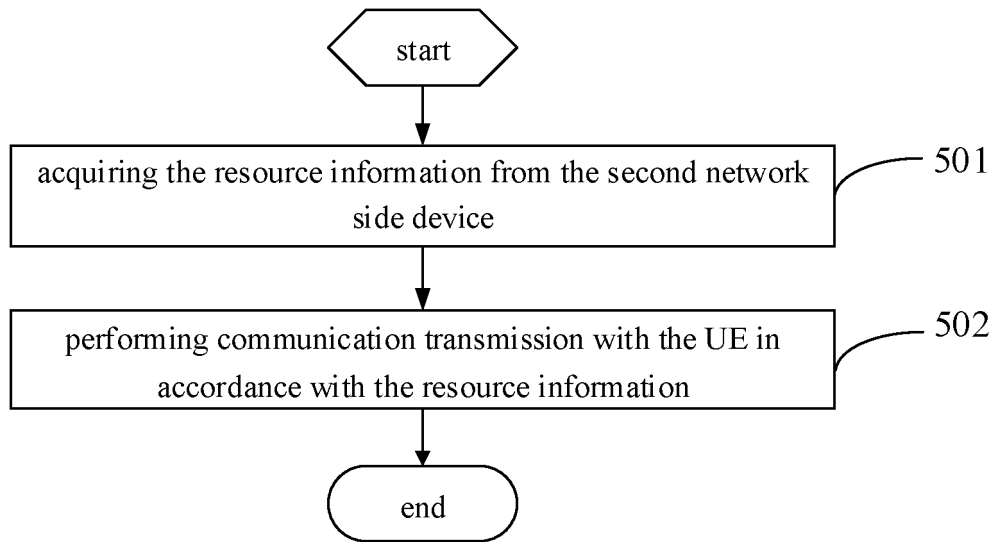 start
acquiring the resource information from the second network
side device
501
performing communication transmission with the UE in
accordance with the resource information
502
end